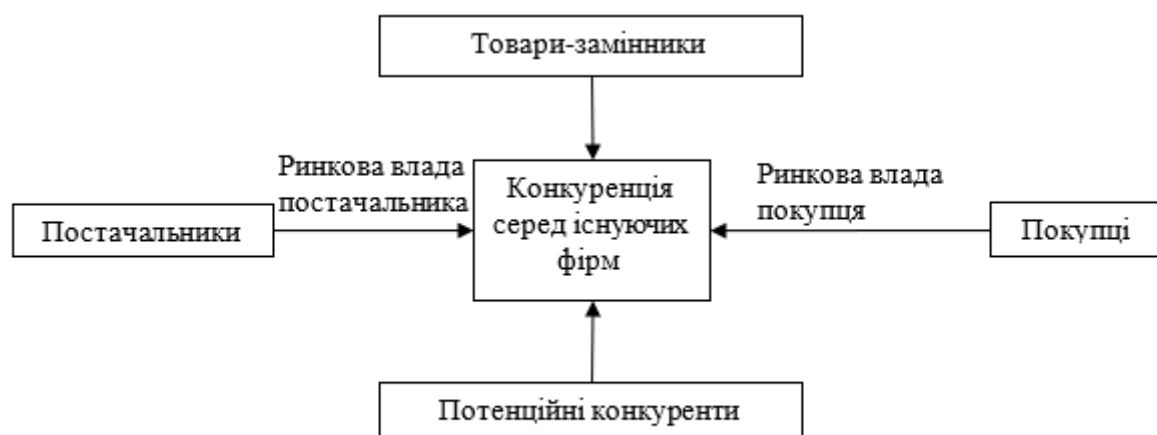 Товари-замінники
Ринкова влада
постачальника
Конкуренція
серед існуючих
фірм
Ринкова влада
покупця
Постачальники
Покупці
Потенційні конкуренти